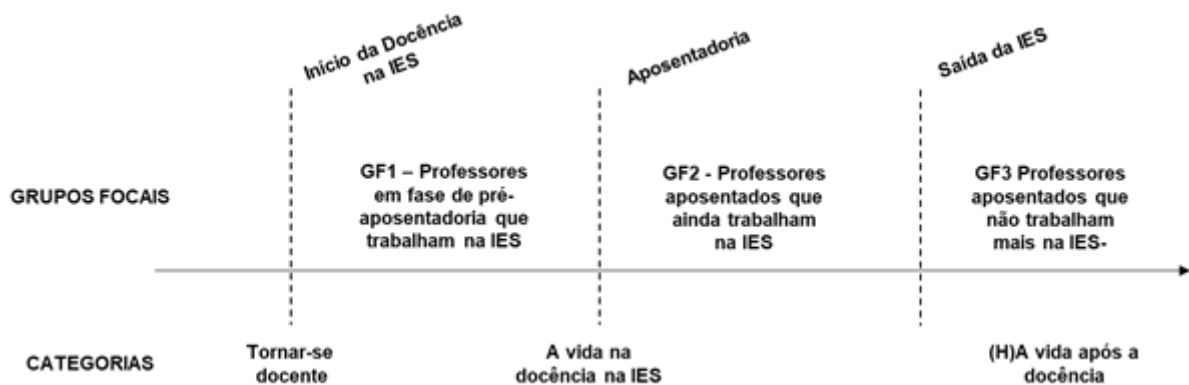 Início da Docência
na IES
Aposentadoria
Saída da IES
GRUPOS FOCAIS
GF1 – Professores
em fase de pré-
aposentadoria que
trabalham na IES
GF2 - Professores
aposentados que
ainda trabalham
na IES
GF3 Professores
aposentados que
não trabalham
mais na IES-
CATEGORIAS
Tornar-se
docente
A vida na
docência na IES
(H)A vida após a
docência